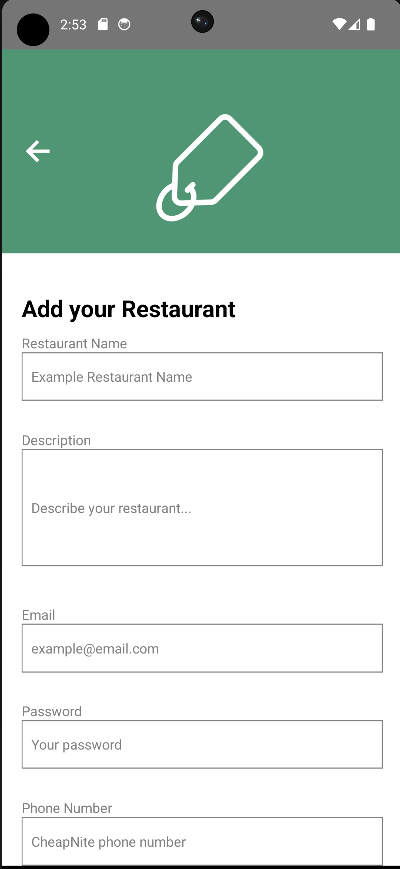 2:53
Add your Restaurant
Restaurant Name
Example Restaurant Name
Description
Describe your restaurant...
Email
example@email.com
Password
Your password
Phone Number
CheapNite phone number